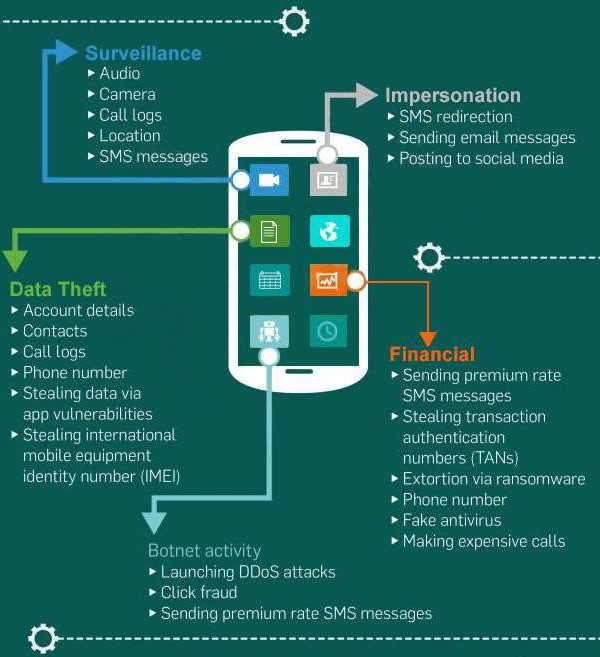 Surveillance
▸ Audio
▸ Camera
▸ Call logs
▸ Location
▸ SMS messages
Impersonation
▸ SMS redirection
▸ Sending email messages
▸ Posting to social media
Data Theft
▸ Account details
▸ Contacts
▸ Call logs
▸ Phone number
▸ Stealing data via
app vulnerabilities
▸ Stealing international
mobile equipment
identity number (IMEI)
Financial
▸ Sending premium rate
SMS messages
▸ Stealing transaction
authentication
numbers (TANs)
▸ Extortion via ransomware
▸ Phone number
▸ Fake antivirus
▸ Making expensive calls
Botnet activity
▸ Launching DDoS attacks
▸ Click fraud
▸ Sending premium rate SMS messages